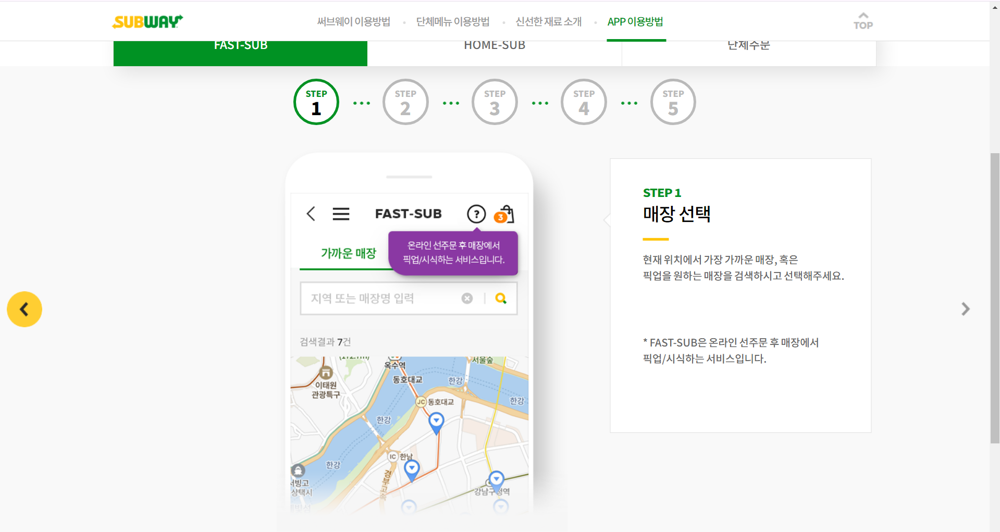 SUBWAY
써브웨이 이용방법
단체메뉴 이용방법
신선한 재료 소개
APP 이용방법
TOP
FAST-SUB
HOME-SUB
단체주문
STEP
1
STEP
2
STEP
3
STEP
4
STEP
5
FAST-SUB
?
3
온라인 선주문 후 매장에서
픽업/시식하는 서비스입니다.
가까운 매장
지역 또는 매장명 입력
검색결과 7건
옥수역
서울숲
동호대교
한강
이태원
관광특구
JC 동호대교
한강
한강
IC 한남
한강
경부고속
서빙고
상택시
강남구청역
STEP 1
매장 선택
현재 위치에서 가장 가까운 매장, 혹은
픽업을 원하는 매장을 검색하시고 선택해주세요.
* FAST-SUB은 온라인 선주문 후 매장에서
픽업/시식하는 서비스입니다.